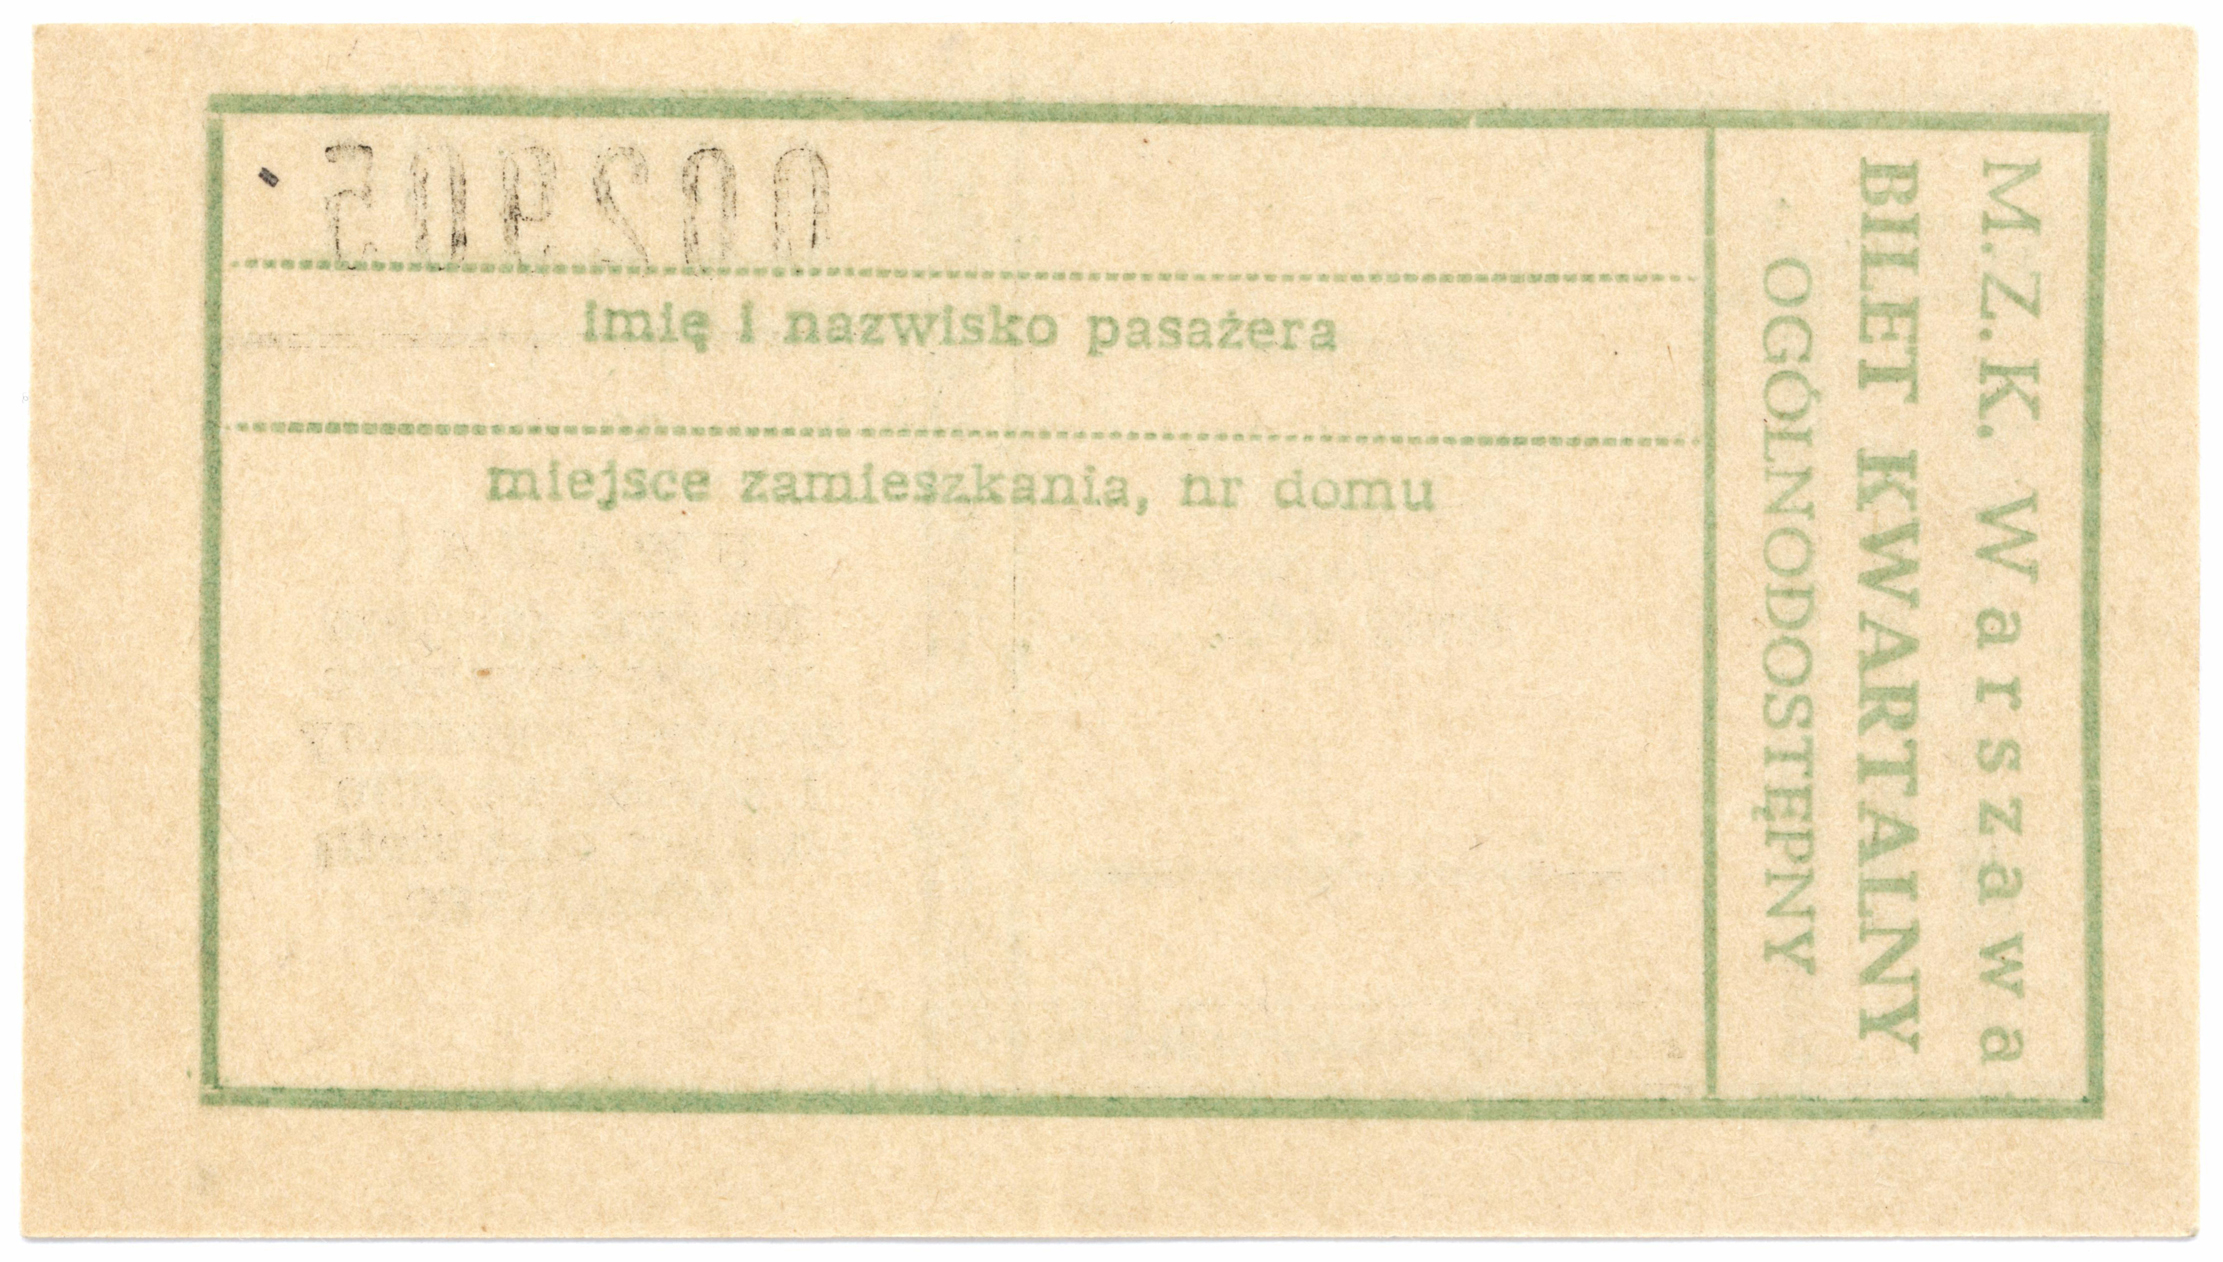 002905
imię i nazwisko pasażera
miejsce zamieszkania, nr domu
M.Z.K. Warszawa
BILET KWARTALNY
OGÓLNODOSTĘPNY